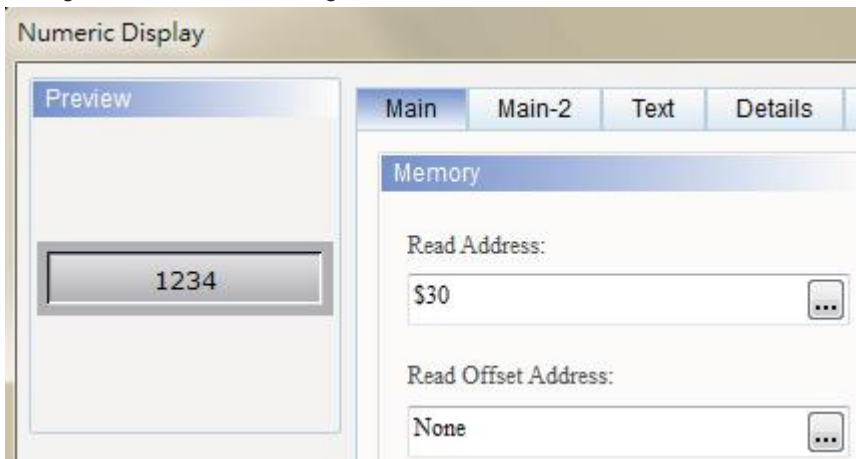 Numeric Display
Preview
Main Main-2 Text Details
Memory
Read Address:
1234
$30
...
Read Offset Address:
None
...